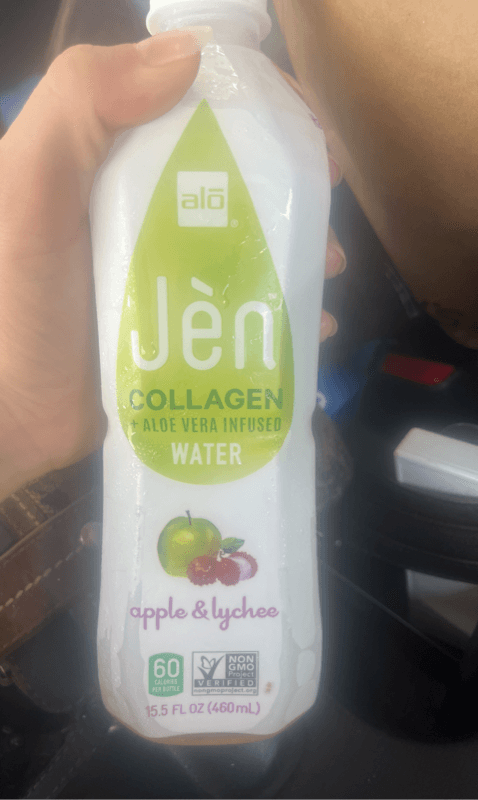 alō
®
Jèn
COLLAGEN
+ ALOE VERA INFUSED
WATER
apple & lychee
60
CALORIES
PER BOTTLE
NON
GMO
Project
VERIFIED
nongmoproject.org
15.5 FL OZ (460mL)